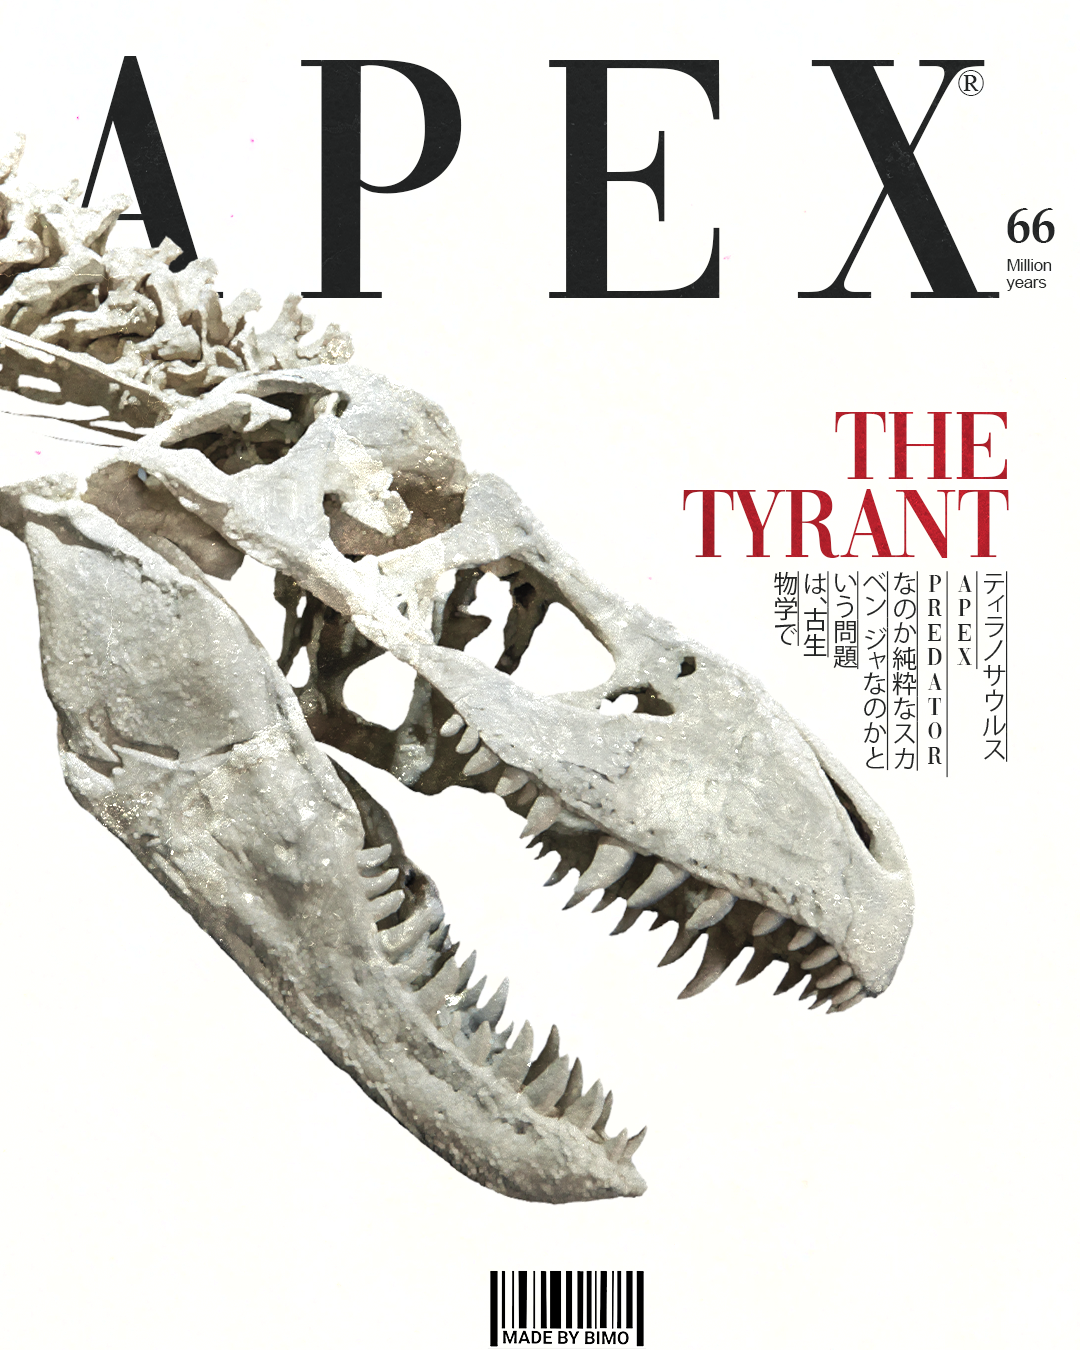 APEX®
66
Million
years
THE
TYRANT
ティラノサウルス
APEX
PREDATOR
なのか純粋なスカ
ベン ジャなのかと
いう問題
は、古生
物学で
MADE BY BIMO